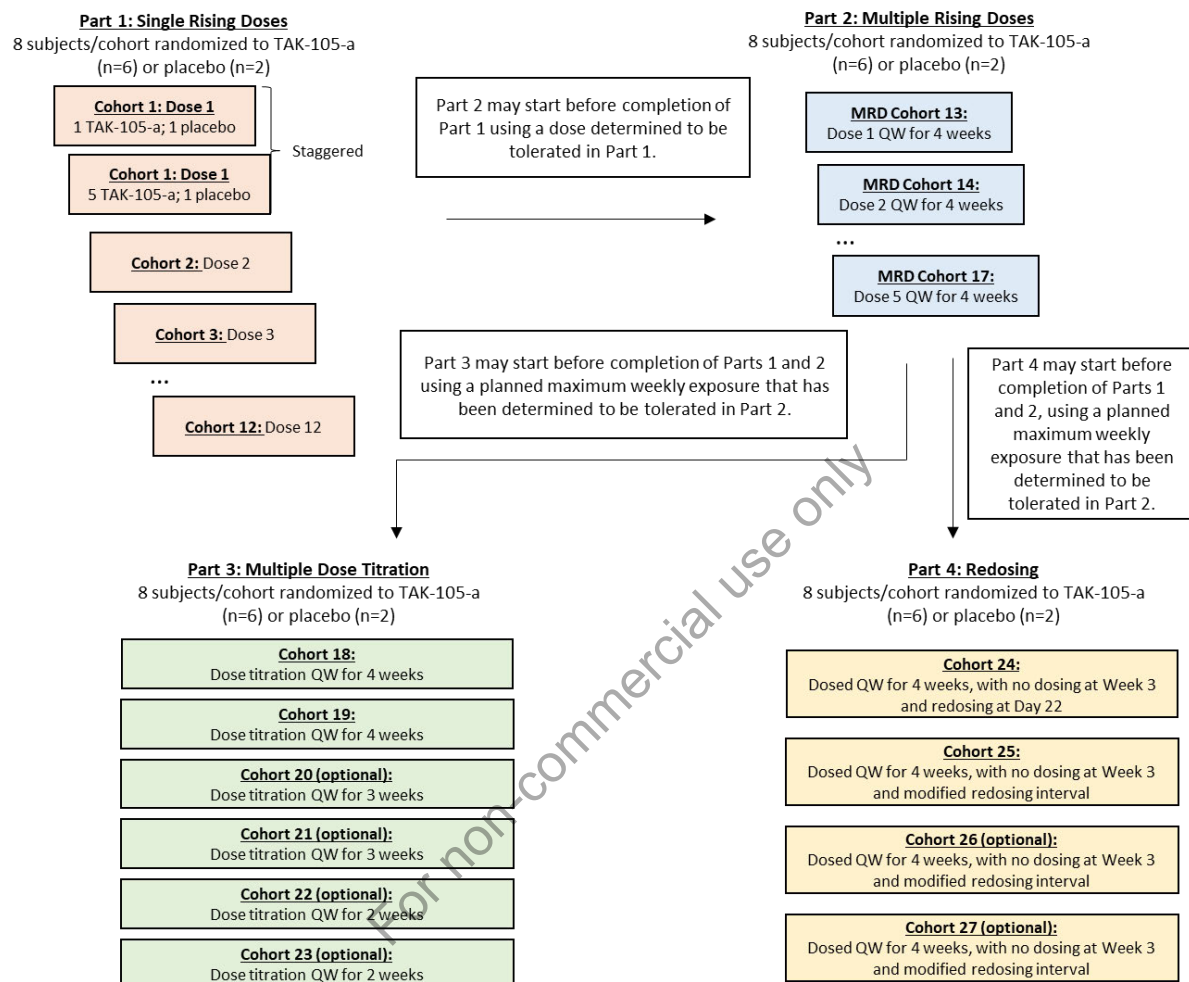 Part 1: Single Rising Doses
8 subjects/cohort randomized to TAK-105-a
(n=6) or placebo (n=2)
Cohort 1: Dose 1
1 TAK-105-a; 1 placebo
Cohort 1: Dose 1
5 TAK-105-a; 1 placebo
Staggered
Cohort 2: Dose 2
Cohort 3: Dose 3
...
Cohort 12: Dose 12
Part 2 may start before completion of
Part 1 using a dose determined to be
tolerated in Part 1.
Part 2: Multiple Rising Doses
8 subjects/cohort randomized to TAK-105-a
(n=6) or placebo (n=2)
MRD Cohort 13:
Dose 1 QW for 4 weeks
MRD Cohort 14:
Dose 2 QW for 4 weeks
...
MRD Cohort 17:
Dose 5 QW for 4 weeks
Part 3 may start before completion of Parts 1 and 2
using a planned maximum weekly exposure that has
been determined to be tolerated in Part 2.
Part 4 may start before
completion of Parts 1
and 2, using a planned
maximum weekly
exposure that has been
determined to be
tolerated in Part 2.
Part 3: Multiple Dose Titration
8 subjects/cohort randomized to TAK-105-a
(n=6) or placebo (n=2)
Cohort 18:
Dose titration QW for 4 weeks
Cohort 19:
Dose titration QW for 4 weeks
Cohort 20 (optional):
Dose titration QW for 3 weeks
Cohort 21 (optional):
Dose titration QW for 3 weeks
Cohort 22 (optional):
Dose titration QW for 2 weeks
Cohort 23 (optional):
Dose titration QW for 2 weeks
Part 4: Redosing
8 subjects/cohort randomized to TAK-105-a
(n=6) or placebo (n=2)
Cohort 24:
Dosed QW for 4 weeks, with no dosing at Week 3
and redosing at Day 22
Cohort 25:
Dosed QW for 4 weeks, with no dosing at Week 3
and modified redosing interval
Cohort 26 (optional):
Dosed QW for 4 weeks, with no dosing at Week 3
and modified redosing interval
Cohort 27 (optional):
Dosed QW for 4 weeks, with no dosing at Week 3
and modified redosing interval
For non-commercial use only